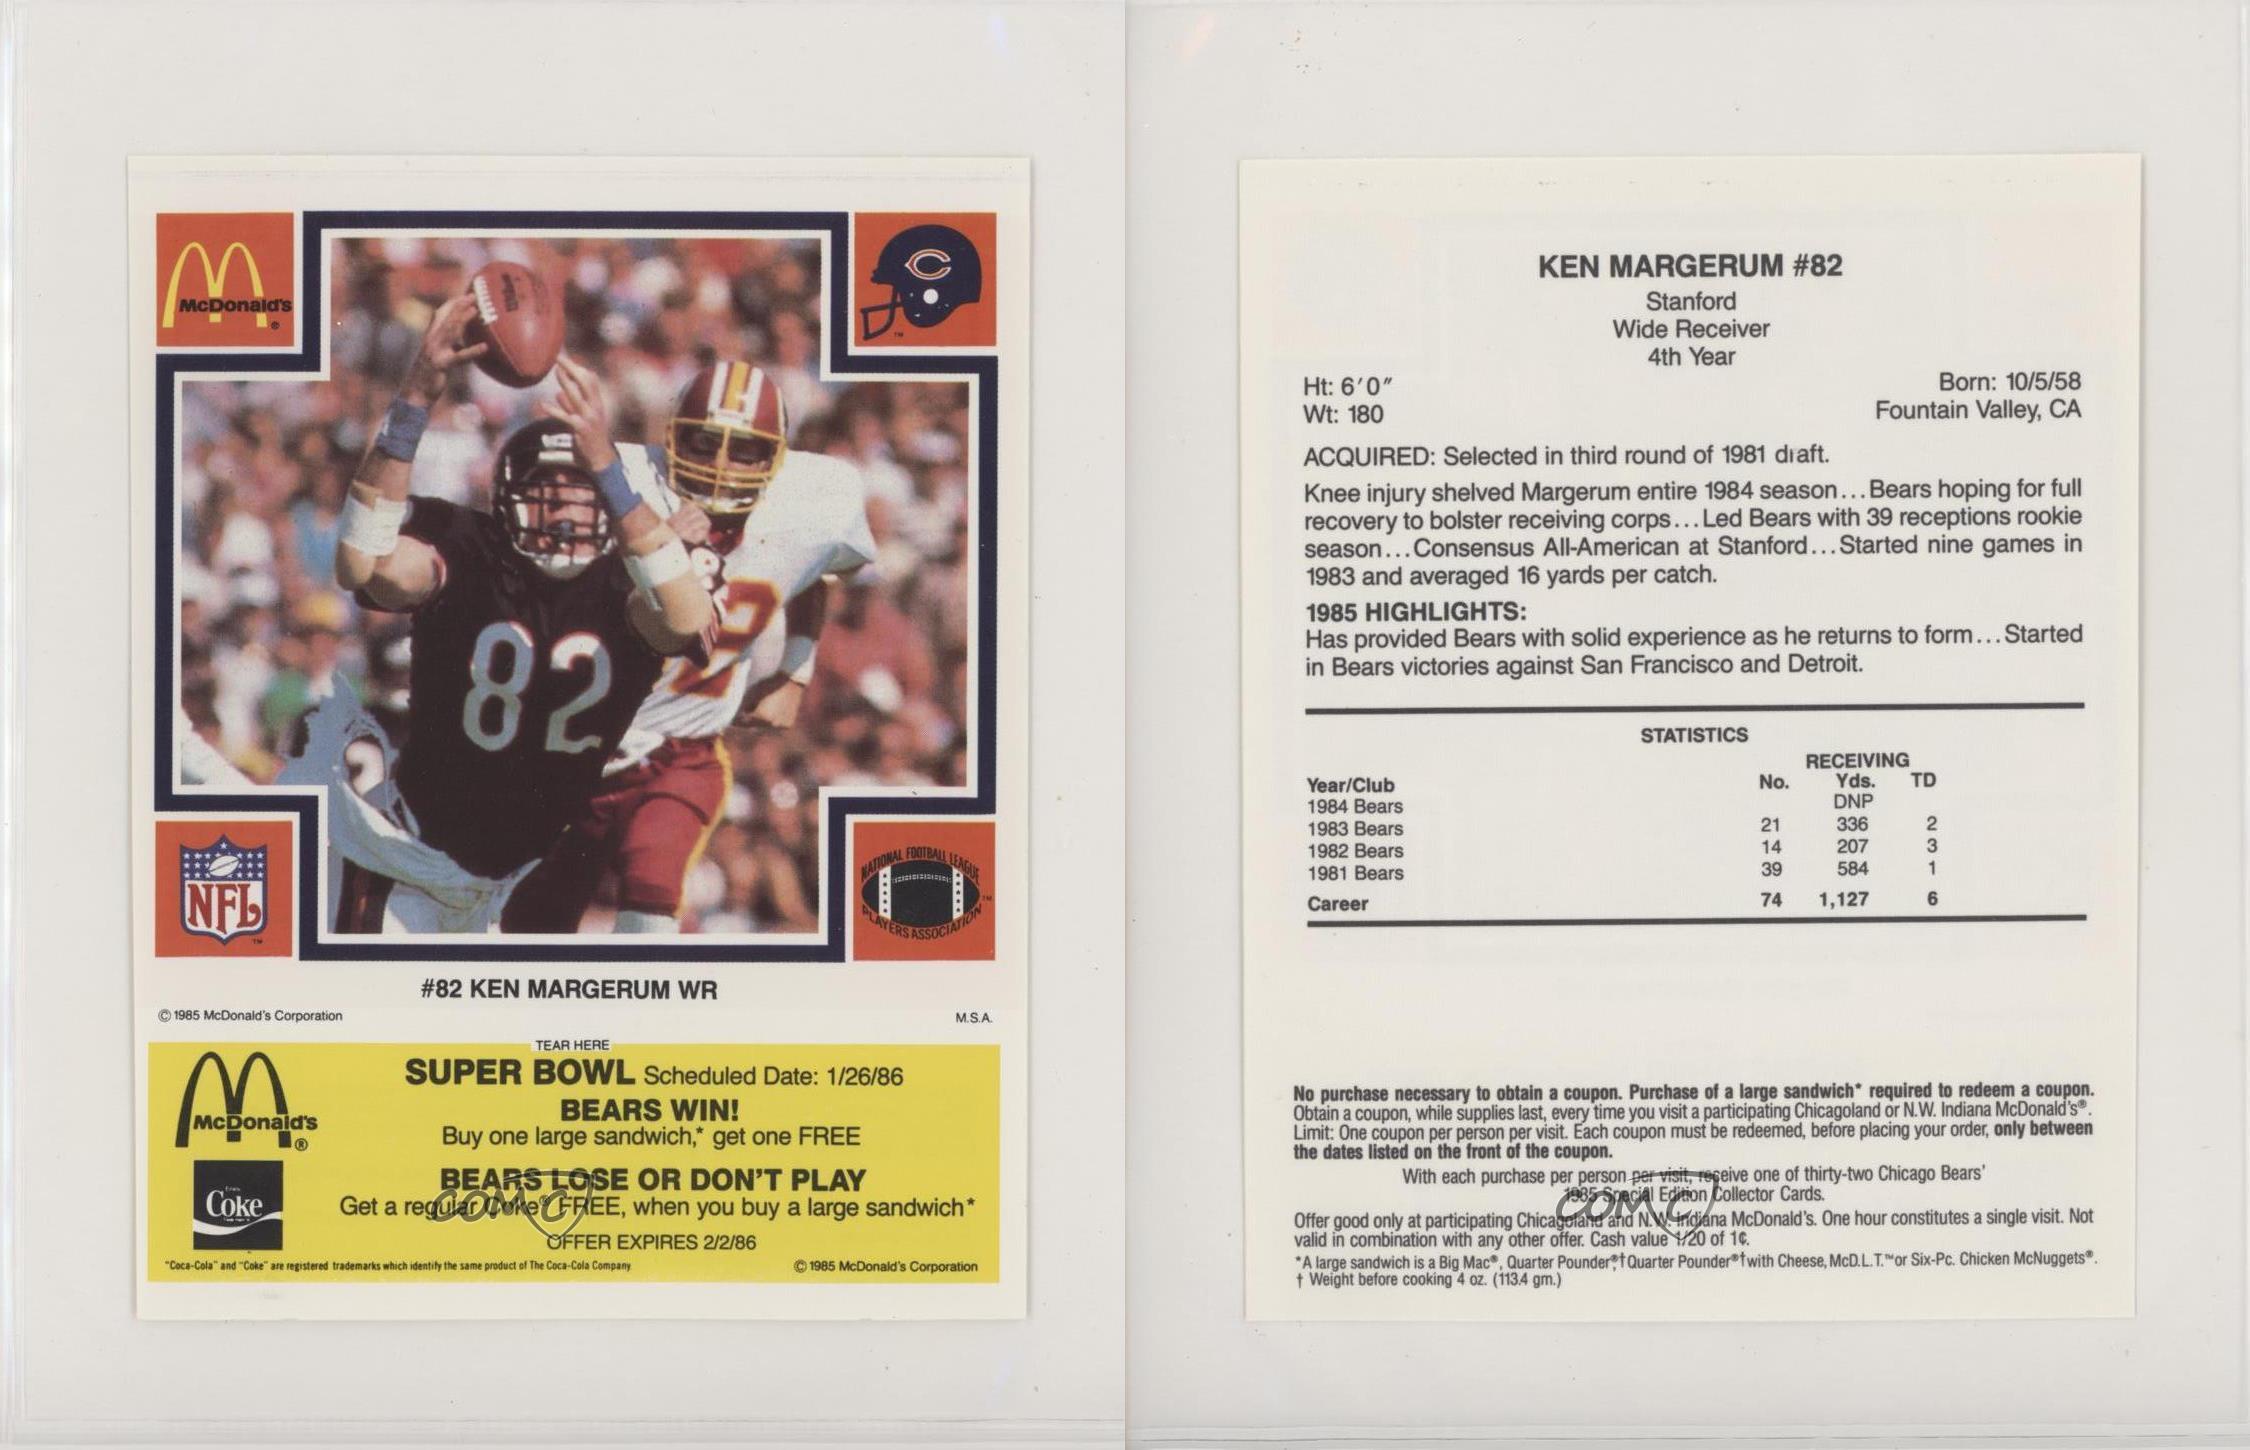 McDonald's®
C
™
82
2
NFL
™
NATIONAL FOOTBALL LEAGUE
PLAYERS ASSOCIATION
™
#82 KEN MARGERUM WR
© 1985 McDonald's Corporation
M.S.A.
TEAR HERE
SUPER BOWL Scheduled Date: 1/26/86
BEARS WIN!
Buy one large sandwich,* get one FREE
McDonald's®
BEARS LOSE OR DON'T PLAY
Get a regular Coke® FREE, when you buy a large sandwich*
Enjoy
Coke
OFFER EXPIRES 2/2/86
"Coca-Cola" and "Coke" are registered trademarks which identify the same product of The Coca-Cola Company
© 1985 McDonald's Corporation
COMC
KEN MARGERUM #82
Stanford
Wide Receiver
4th Year
Ht: 6'0"
Wt: 180
Born: 10/5/58
Fountain Valley, CA
ACQUIRED: Selected in third round of 1981 draft.
Knee injury shelved Margerum entire 1984 season...Bears hoping for full
recovery to bolster receiving corps...Led Bears with 39 receptions rookie
season...Consensus All-American at Stanford...Started nine games in
1983 and averaged 16 yards per catch.
1985 HIGHLIGHTS:
Has provided Bears with solid experience as he returns to form...Started
in Bears victories against San Francisco and Detroit.
STATISTICS
RECEIVING
Year/Club No. Yds. TD
1984 Bears DNP
1983 Bears 21 336 2
1982 Bears 14 207 3
1981 Bears 39 584 1
Career 74 1,127 6
No purchase necessary to obtain a coupon. Purchase of a large sandwich* required to redeem a coupon.
Obtain a coupon, while supplies last, every time you visit a participating Chicagoland or N.W. Indiana McDonald's®.
Limit: One coupon per person per visit. Each coupon must be redeemed, before placing your order, only between
the dates listed on the front of the coupon.
With each purchase per person per visit, receive one of thirty-two Chicago Bears'
1985 Special Edition Collector Cards.
Offer good only at participating Chicagoland and N.W. Indiana McDonald's. One hour constitutes a single visit. Not
valid in combination with any other offer. Cash value 1/20 of 1¢.
*A large sandwich is a Big Mac®, Quarter Pounder®,† Quarter Pounder®† with Cheese, McD.L.T.™ or Six-Pc. Chicken McNuggets®.
† Weight before cooking 4 oz. (113.4 gm.)
COMC